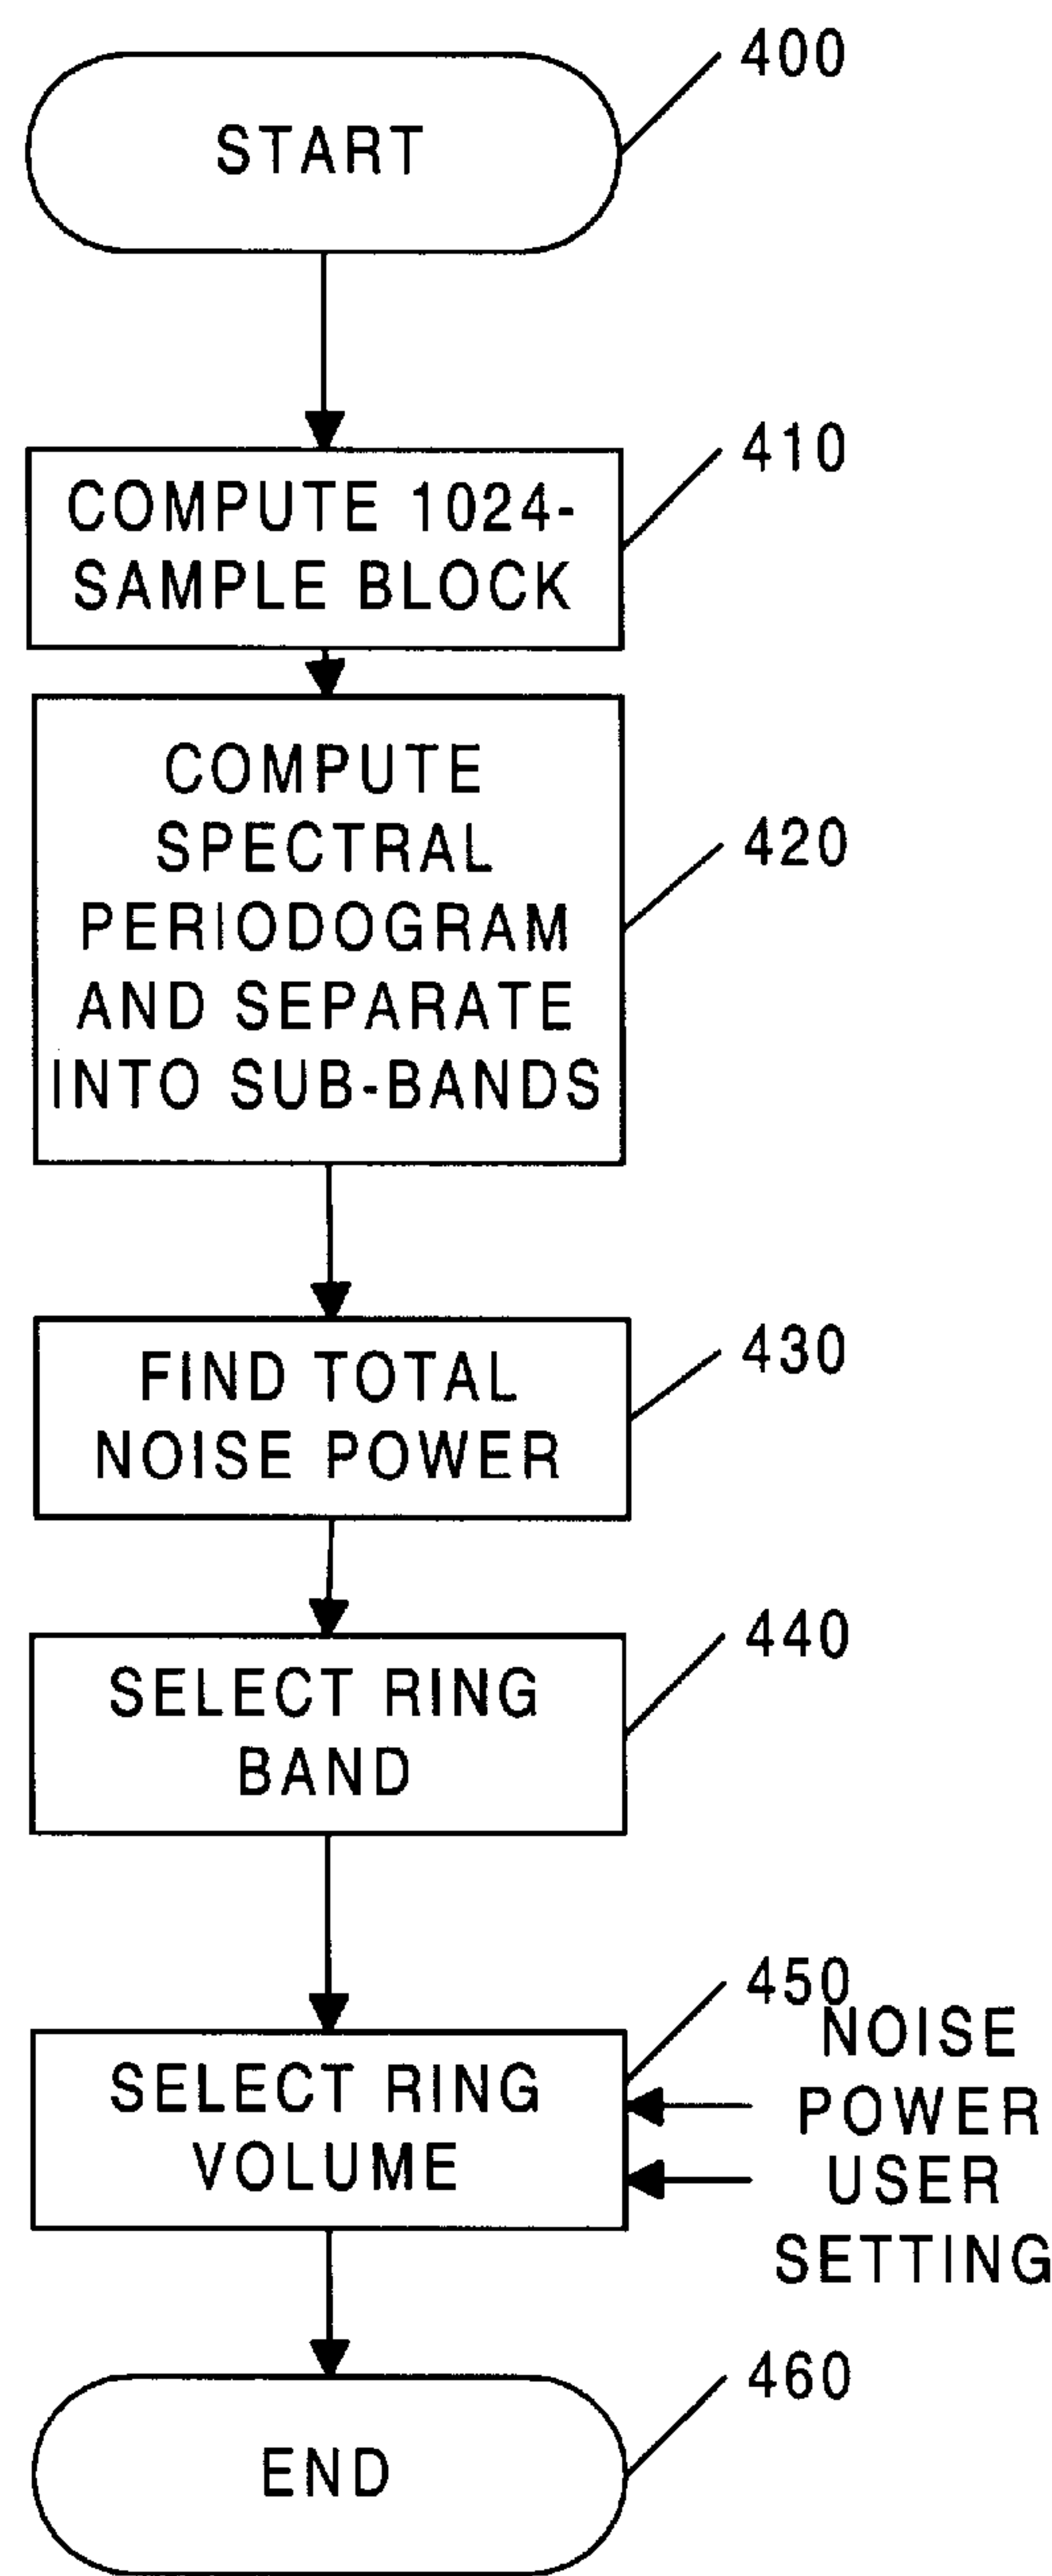 400
START
410
COMPUTE 1024-
SAMPLE BLOCK
COMPUTE
SPECTRAL
PERIODOGRAM
AND SEPARATE
INTO SUB-BANDS
420
FIND TOTAL
NOISE POWER
430
SELECT RING
BAND
440
450
SELECT RING
VOLUME
NOISE
POWER
USER
SETTING
460
END